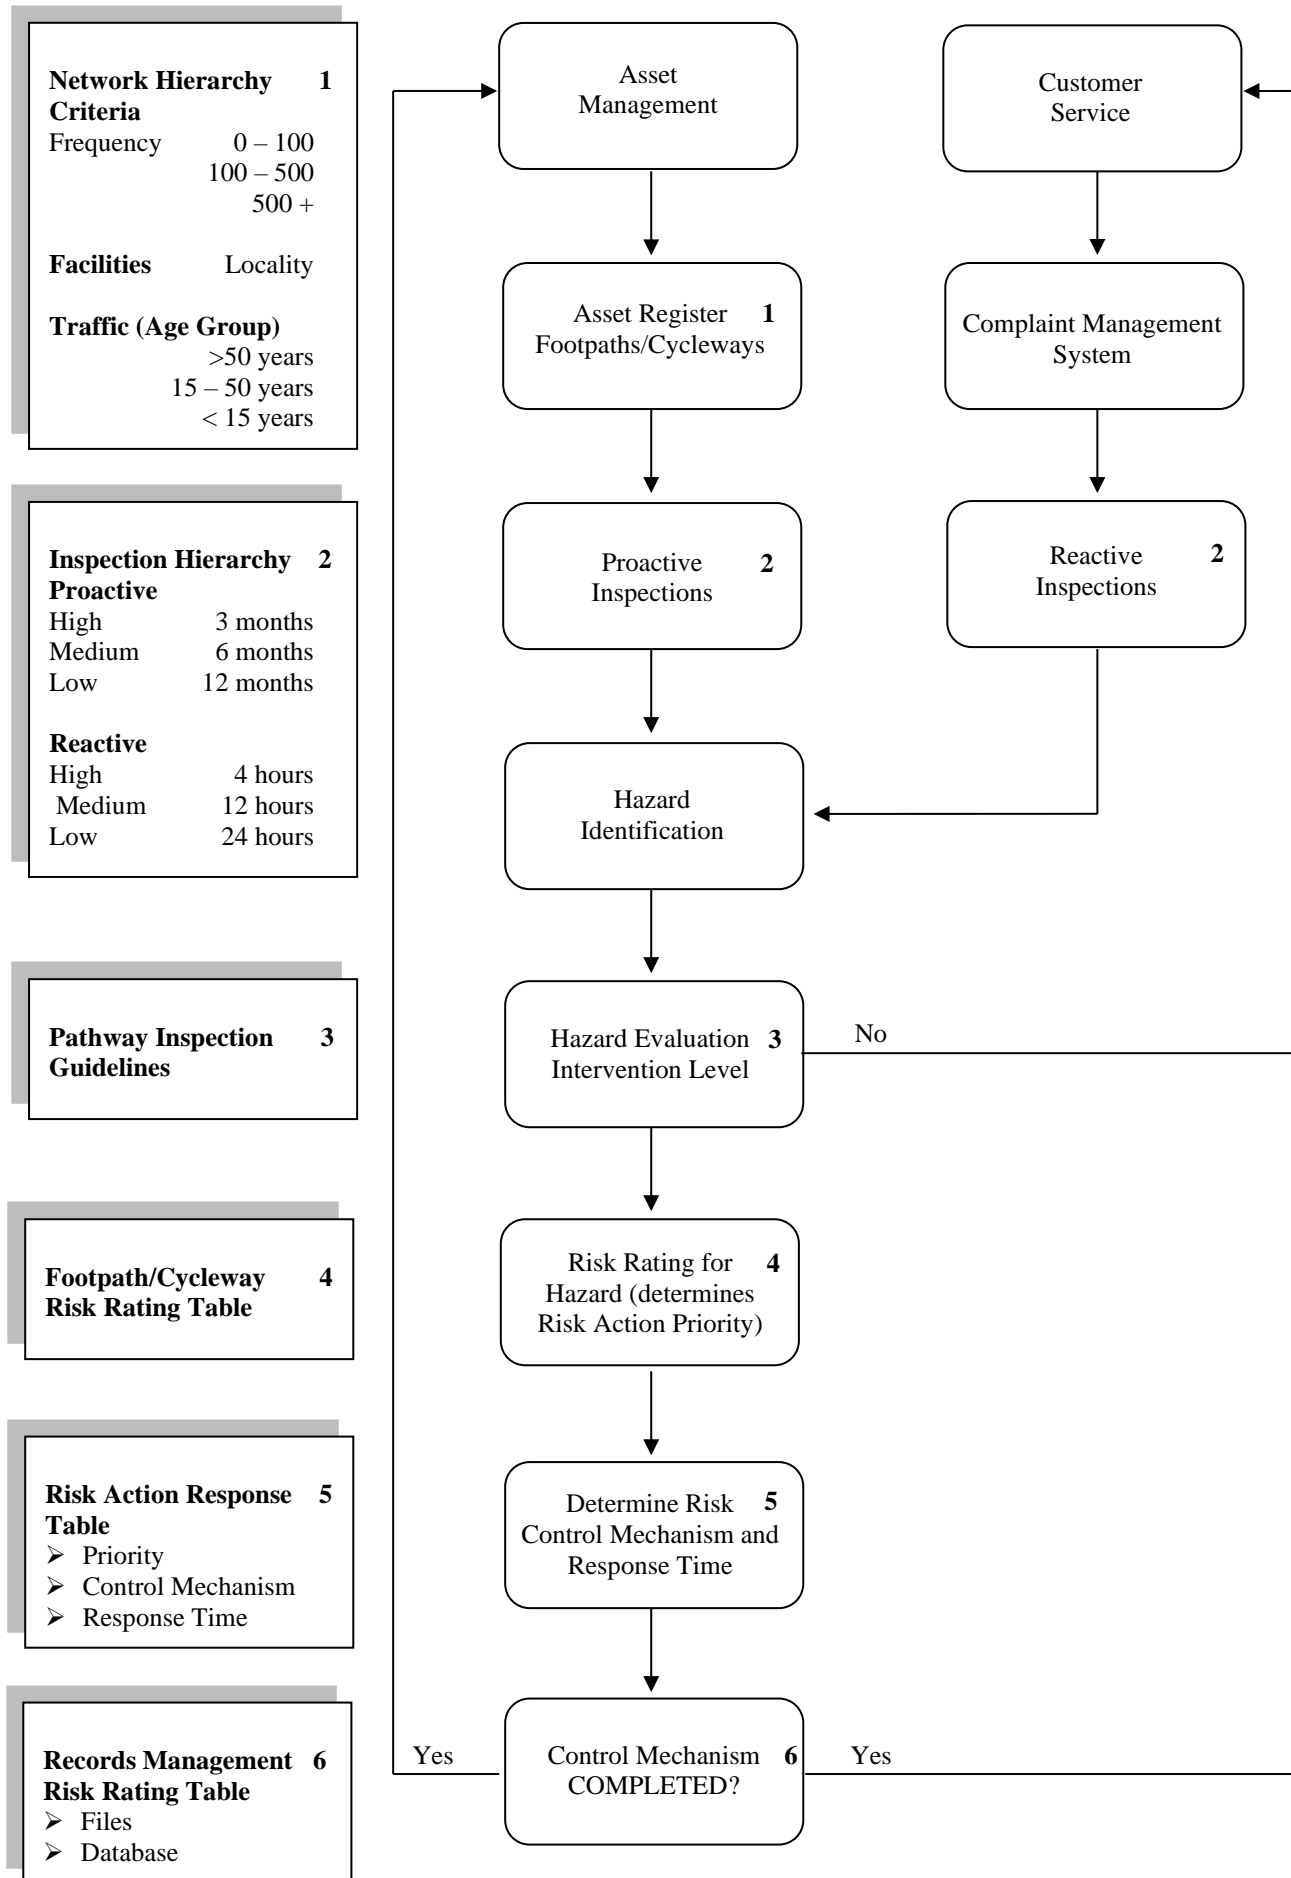 Network Hierarchy 1
Criteria
Frequency 0 – 100
100 – 500
500 +
Facilities Locality
Traffic (Age Group)
>50 years
15 – 50 years
< 15 years
Inspection Hierarchy 2
Proactive
High 3 months
Medium 6 months
Low 12 months
Reactive
High 4 hours
Medium 12 hours
Low 24 hours
Pathway Inspection 3
Guidelines
Footpath/Cycleway 4
Risk Rating Table
Risk Action Response 5
Table
➢ Priority
➢ Control Mechanism
➢ Response Time
Records Management 6
Risk Rating Table
➢ Files
➢ Database
Asset
Management
Asset Register 1
Footpaths/Cycleways
Proactive 2
Inspections
Hazard
Identification
Hazard Evaluation 3
Intervention Level
No
Risk Rating for 4
Hazard (determines
Risk Action Priority)
Determine Risk 5
Control Mechanism and
Response Time
Yes
Control Mechanism 6
COMPLETED?
Yes
Customer
Service
Complaint Management
System
Reactive 2
Inspections